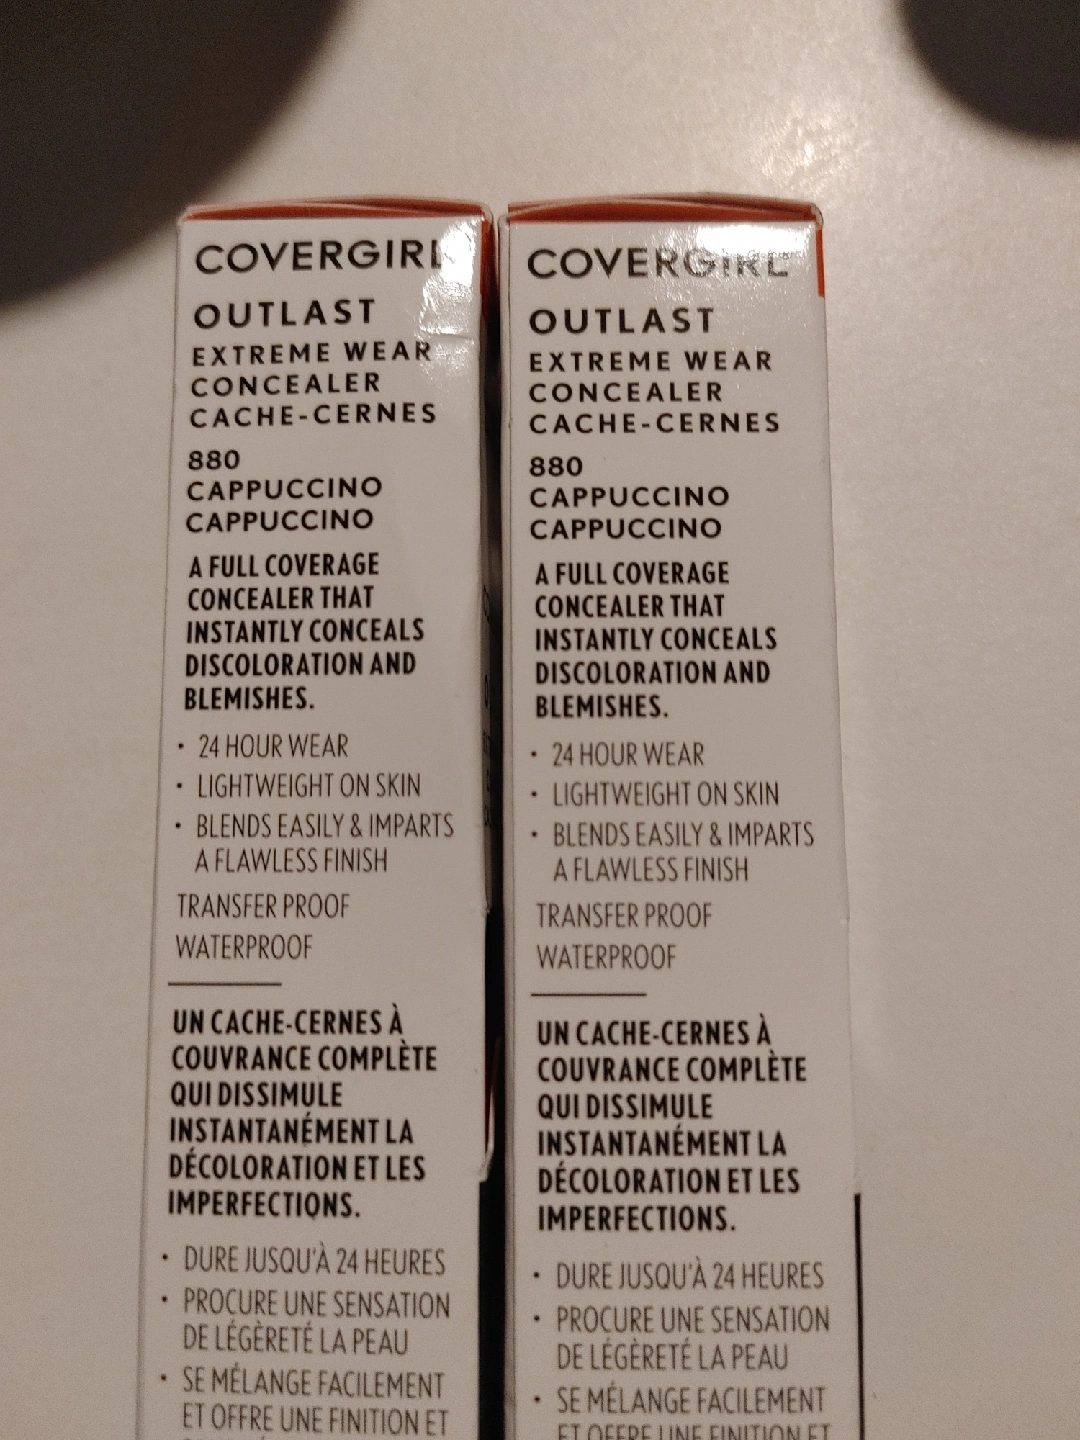 COVERGIRL
OUTLAST
EXTREME WEAR
CONCEALER
CACHE-CERNES
880
CAPPUCCINO
CAPPUCCINO
A FULL COVERAGE
CONCEALER THAT
INSTANTLY CONCEALS
DISCOLORATION AND
BLEMISHES.
• 24 HOUR WEAR
• LIGHTWEIGHT ON SKIN
• BLENDS EASILY & IMPARTS
A FLAWLESS FINISH
TRANSFER PROOF
WATERPROOF
UN CACHE-CERNES À
COUVRANCE COMPLÈTE
QUI DISSIMULE
INSTANTANÉMENT LA
DÉCOLORATION ET LES
IMPERFECTIONS.
• DURE JUSQU'À 24 HEURES
• PROCURE UNE SENSATION
DE LÉGÈRETÉ LA PEAU
• SE MÉLANGE FACILEMENT
ET OFFRE UNE FINITION ET
COVERGIRL
OUTLAST
EXTREME WEAR
CONCEALER
CACHE-CERNES
880
CAPPUCCINO
CAPPUCCINO
A FULL COVERAGE
CONCEALER THAT
INSTANTLY CONCEALS
DISCOLORATION AND
BLEMISHES.
• 24 HOUR WEAR
• LIGHTWEIGHT ON SKIN
• BLENDS EASILY & IMPARTS
A FLAWLESS FINISH
TRANSFER PROOF
WATERPROOF
UN CACHE-CERNES À
COUVRANCE COMPLÈTE
QUI DISSIMULE
INSTANTANÉMENT LA
DÉCOLORATION ET LES
IMPERFECTIONS.
• DURE JUSQU'À 24 HEURES
• PROCURE UNE SENSATION
DE LÉGÈRETÉ LA PEAU
• SE MÉLANGE FACILEMENT
ET OFFRE UNE FINITION ET